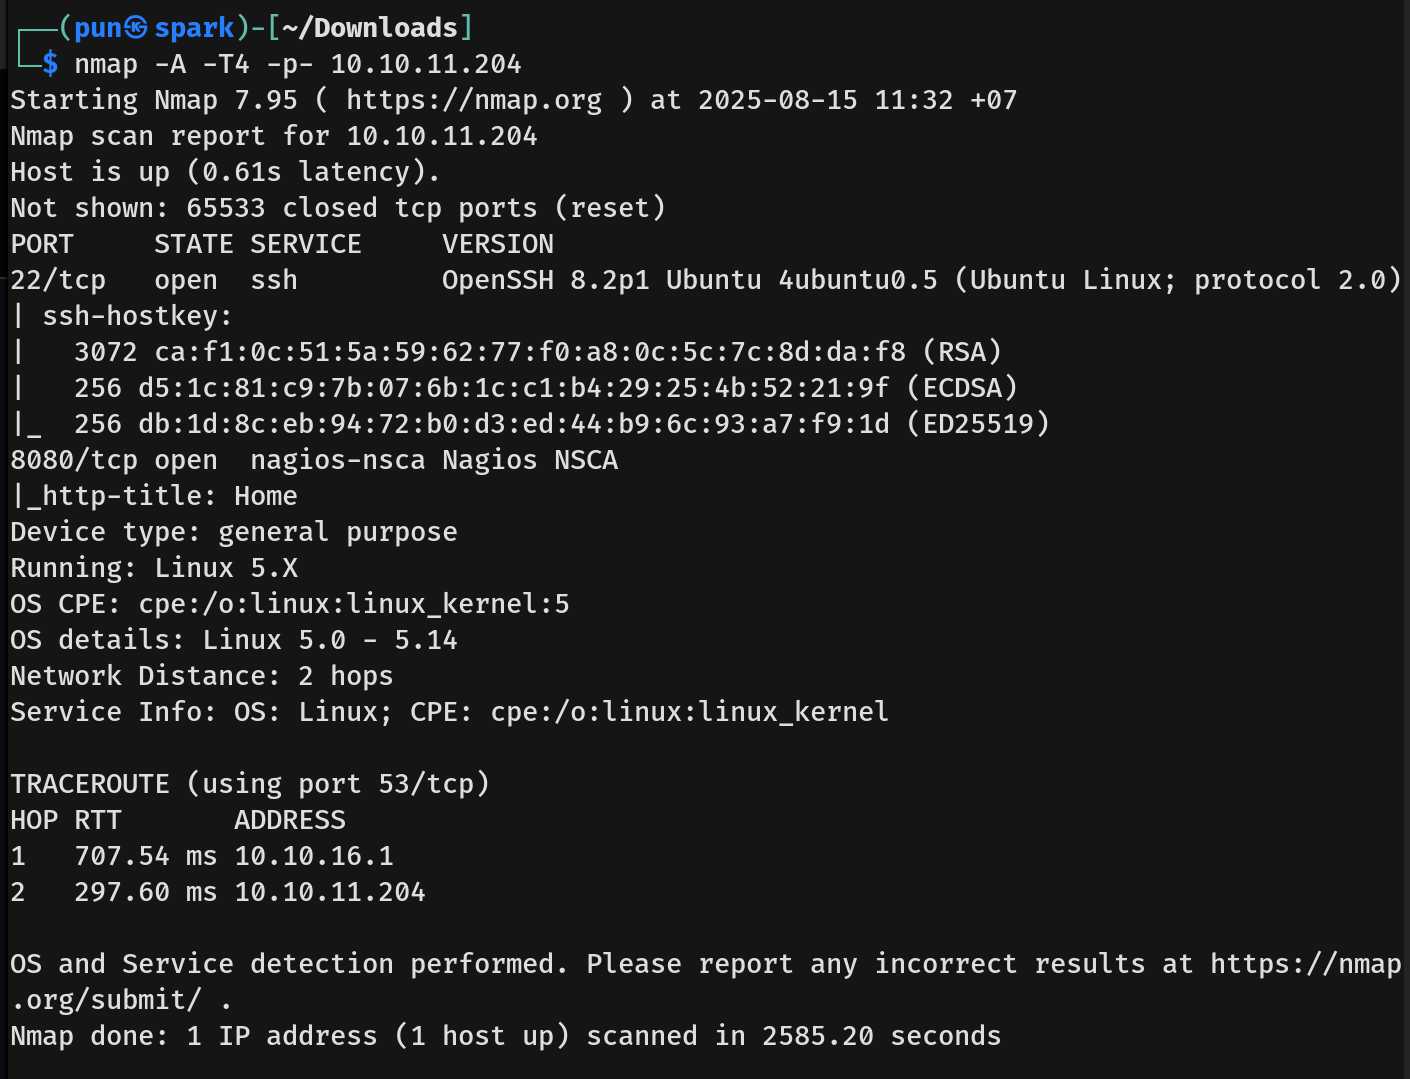 ┌──(pun㉿spark)-[~/Downloads]
└─$ nmap -A -T4 -p- 10.10.11.204
Starting Nmap 7.95 ( https://nmap.org ) at 2025-08-15 11:32 +07
Nmap scan report for 10.10.11.204
Host is up (0.61s latency).
Not shown: 65533 closed tcp ports (reset)
PORT     STATE SERVICE     VERSION
22/tcp   open  ssh         OpenSSH 8.2p1 Ubuntu 4ubuntu0.5 (Ubuntu Linux; protocol 2.0)
| ssh-hostkey:
|   3072 ca:f1:0c:51:5a:59:62:77:f0:a8:0c:5c:7c:8d:da:f8 (RSA)
|   256 d5:1c:81:c9:7b:07:6b:1c:c1:b4:29:25:4b:52:21:9f (ECDSA)
|_  256 db:1d:8c:eb:94:72:b0:d3:ed:44:b9:6c:93:a7:f9:1d (ED25519)
8080/tcp open  nagios-nsca Nagios NSCA
|_http-title: Home
Device type: general purpose
Running: Linux 5.X
OS CPE: cpe:/o:linux:linux_kernel:5
OS details: Linux 5.0 - 5.14
Network Distance: 2 hops
Service Info: OS: Linux; CPE: cpe:/o:linux:linux_kernel

TRACEROUTE (using port 53/tcp)
HOP RTT       ADDRESS
1   707.54 ms 10.10.16.1
2   297.60 ms 10.10.11.204

OS and Service detection performed. Please report any incorrect results at https://nmap
.org/submit/ .
Nmap done: 1 IP address (1 host up) scanned in 2585.20 seconds